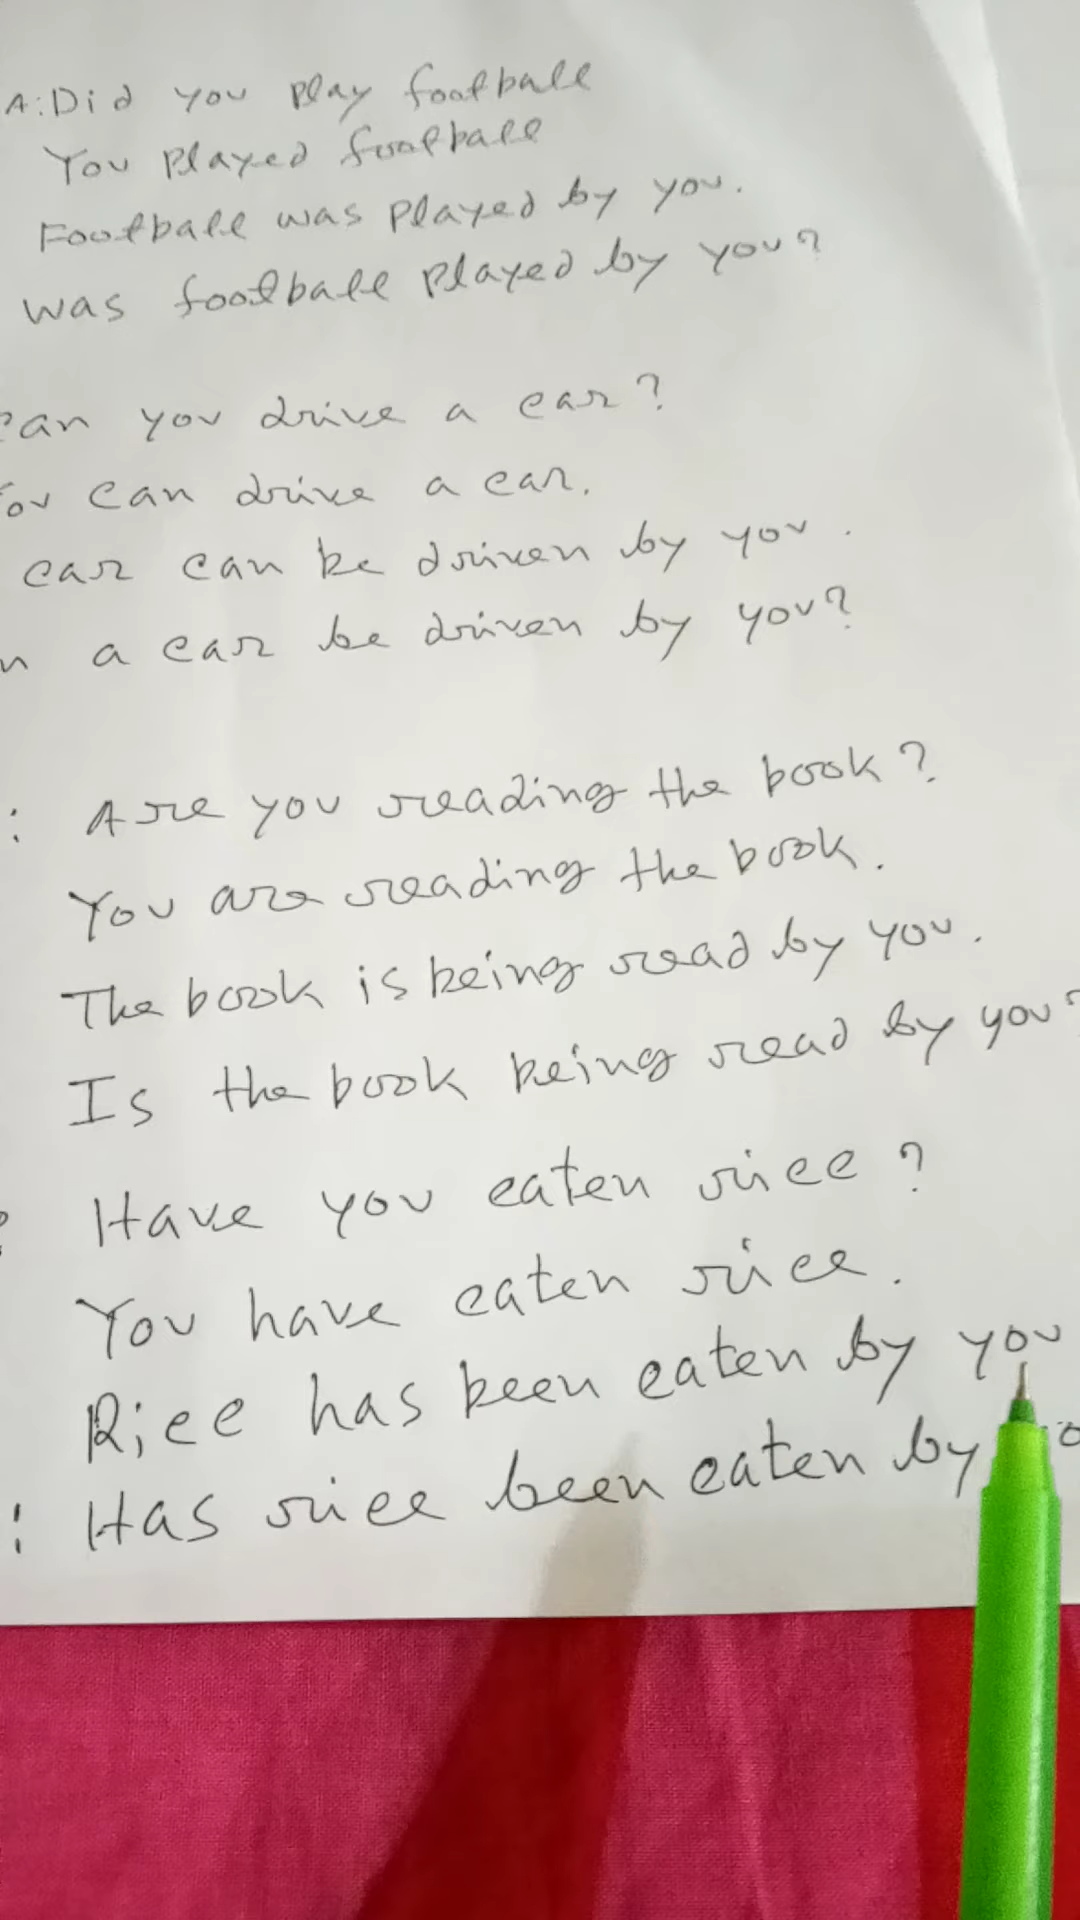 A: Did you play football
You played football
Football was played by you.
was football played by you?
can you drive a car?
You can drive a car.
car can be driven by you.
a car be driven by you?
: Are you reading the book?
You are reading the book.
The book is being read by you.
Is the book being read by you?
Have you eaten rice?
You have eaten rice.
Rice has been eaten by you
: Has rice been eaten by